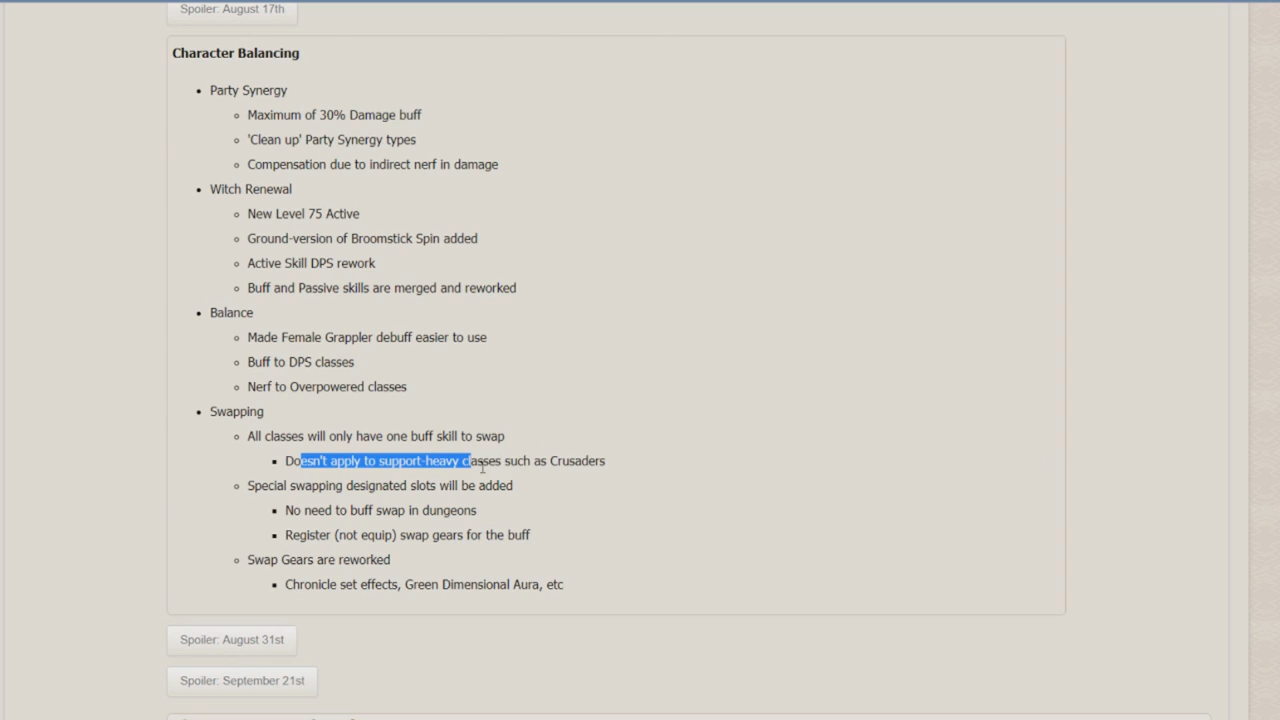 Spoiler: August 17th
Character Balancing
Party Synergy
Maximum of 30% Damage buff
'Clean up' Party Synergy types
Compensation due to indirect nerf in damage
Witch Renewal
New Level 75 Active
Ground-version of Broomstick Spin added
Active Skill DPS rework
Buff and Passive skills are merged and reworked
Balance
Made Female Grappler debuff easier to use
Buff to DPS classes
Nerf to Overpowered classes
Swapping
All classes will only have one buff skill to swap
Doesn't apply to support-heavy classes such as Crusaders
Special swapping designated slots will be added
No need to buff swap in dungeons
Register (not equip) swap gears for the buff
Swap Gears are reworked
Chronicle set effects, Green Dimensional Aura, etc
Spoiler: August 31st
Spoiler: September 21st